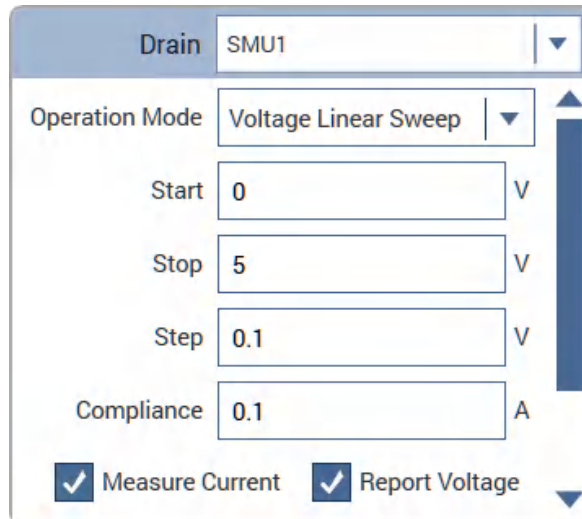 Drain SMU1
Operation Mode Voltage Linear Sweep
Start 0 V
Stop 5 V
Step 0.1 V
Compliance 0.1 A
Measure Current Report Voltage